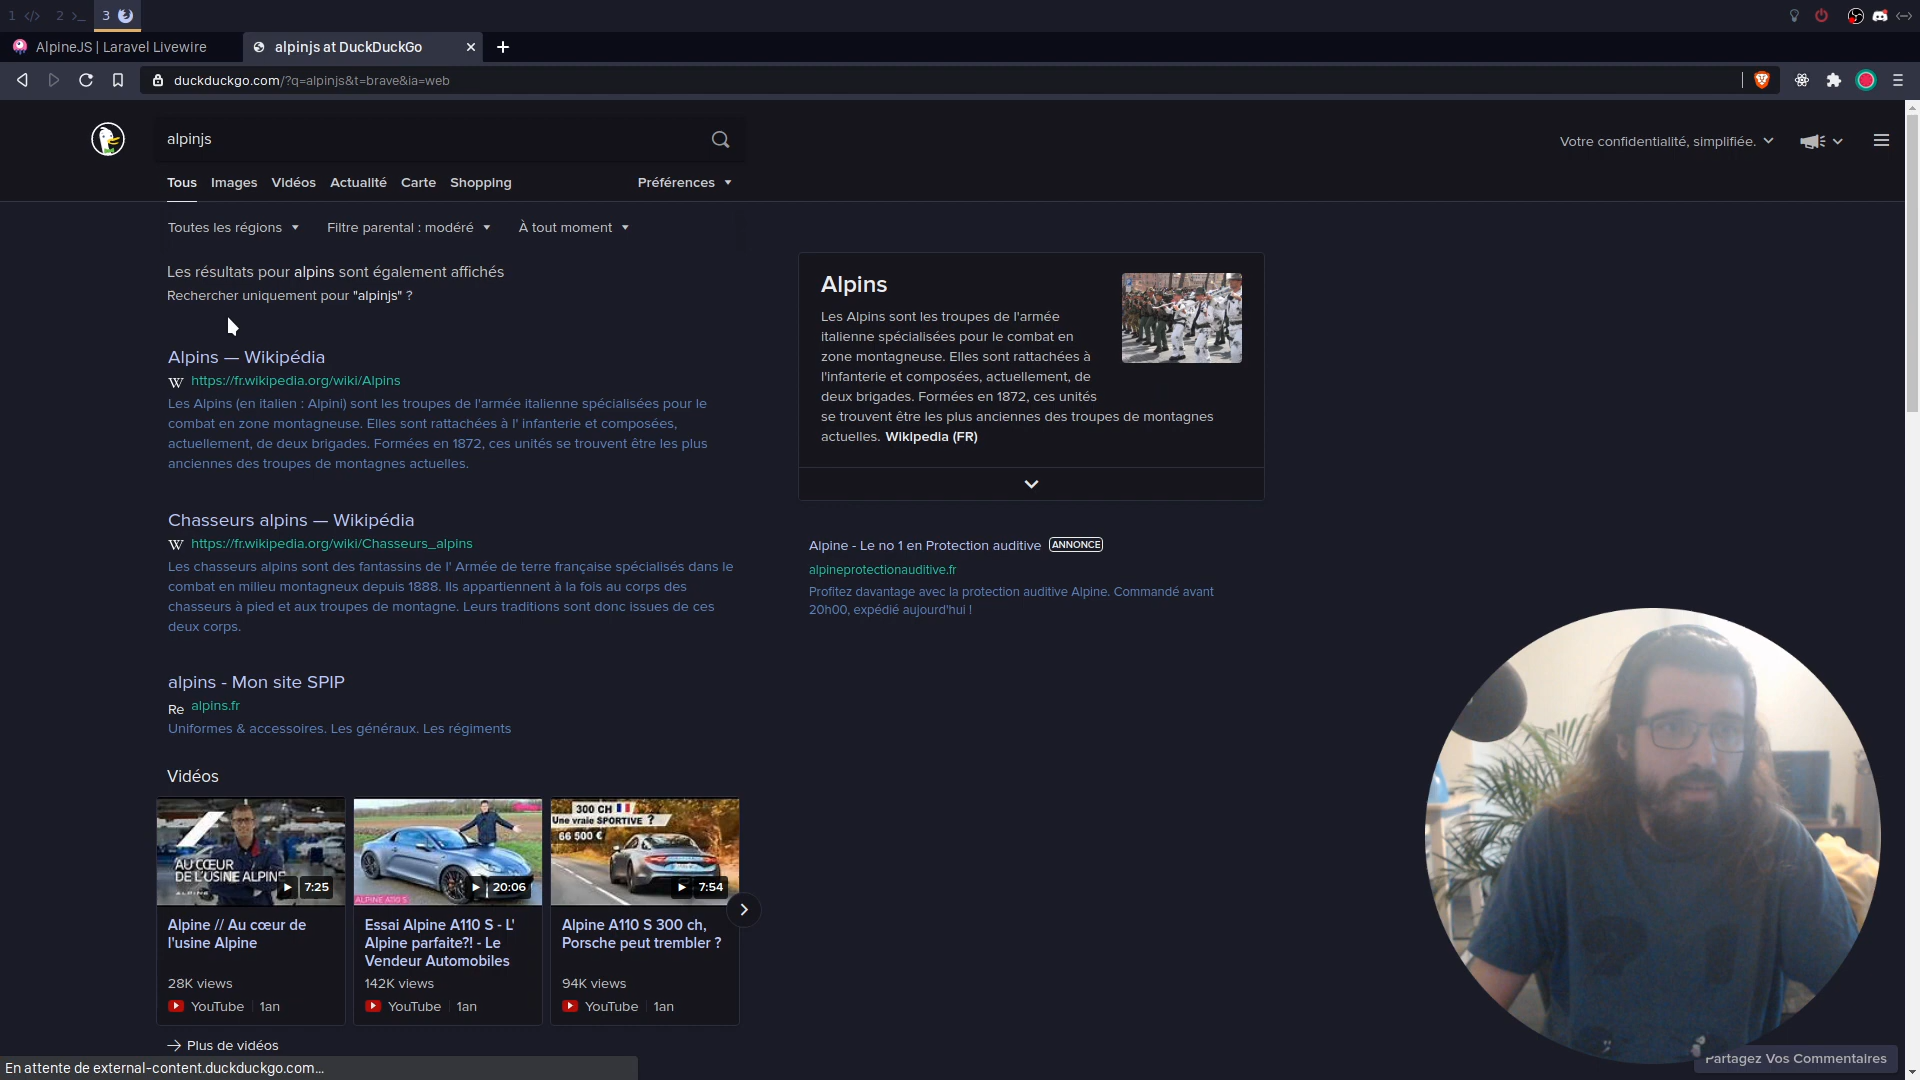 1 2 3
AlpineJS | Laravel Livewire
alpinjs at DuckDuckGo
duckduckgo.com/?q=alpinjs&t=brave&ia=web
alpinjs
Votre confidentialité, simplifiée.
Tous Images Vidéos Actualité Carte Shopping Préférences
Toutes les régions Filtre parental : modéré À tout moment
Les résultats pour alpins sont également affichés
Rechercher uniquement pour "alpinjs" ?
Alpins — Wikipédia
W https://fr.wikipedia.org/wiki/Alpins
Les Alpins (en italien : Alpini) sont les troupes de l'armée italienne spécialisées pour le
combat en zone montagneuse. Elles sont rattachées à l' infanterie et composées,
actuellement, de deux brigades. Formées en 1872, ces unités se trouvent être les plus
anciennes des troupes de montagnes actuelles.
Chasseurs alpins — Wikipédia
W https://fr.wikipedia.org/wiki/Chasseurs_alpins
Les chasseurs alpins sont des fantassins de l' Armée de terre française spécialisés dans le
combat en milieu montagneux depuis 1888. Ils appartiennent à la fois au corps des
chasseurs à pied et aux troupes de montagne. Leurs traditions sont donc issues de ces
deux corps.
alpins - Mon site SPIP
Re alpins.fr
Uniformes & accessoires. Les généraux. Les régiments
Vidéos
AU CŒUR
DE L'USINE ALPINE
7:25
Alpine // Au cœur de
l'usine Alpine
28K views
YouTube 1an
ALPINE A110 S
20:06
Essai Alpine A110 S - L'
Alpine parfaite?! - Le
Vendeur Automobiles
142K views
YouTube 1an
300 CH
Une vraie SPORTIVE ?
66 500 €
7:54
Alpine A110 S 300 ch,
Porsche peut trembler ?
94K views
YouTube 1an
Plus de vidéos
Alpins
Les Alpins sont les troupes de l'armée
italienne spécialisées pour le combat en
zone montagneuse. Elles sont rattachées à
l'infanterie et composées, actuellement, de
deux brigades. Formées en 1872, ces unités
se trouvent être les plus anciennes des troupes de montagnes
actuelles. Wikipedia (FR)
Alpine - Le no 1 en Protection auditive ANNONCE
alpineprotectionauditive.fr
Profitez davantage avec la protection auditive Alpine. Commandé avant
20h00, expédié aujourd'hui !
Partagez Vos Commentaires
En attente de external-content.duckduckgo.com...